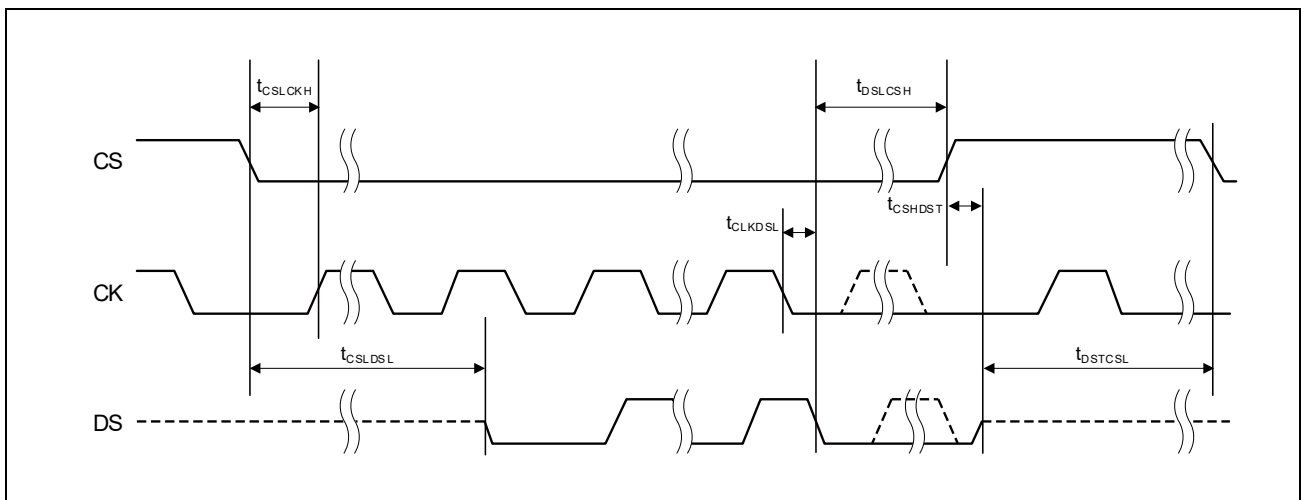 tCSLCKH
tDSLCSH
CS
tCSHDST
tCLKDSL
CK
tCSLDSL
tDSTCSL
DS